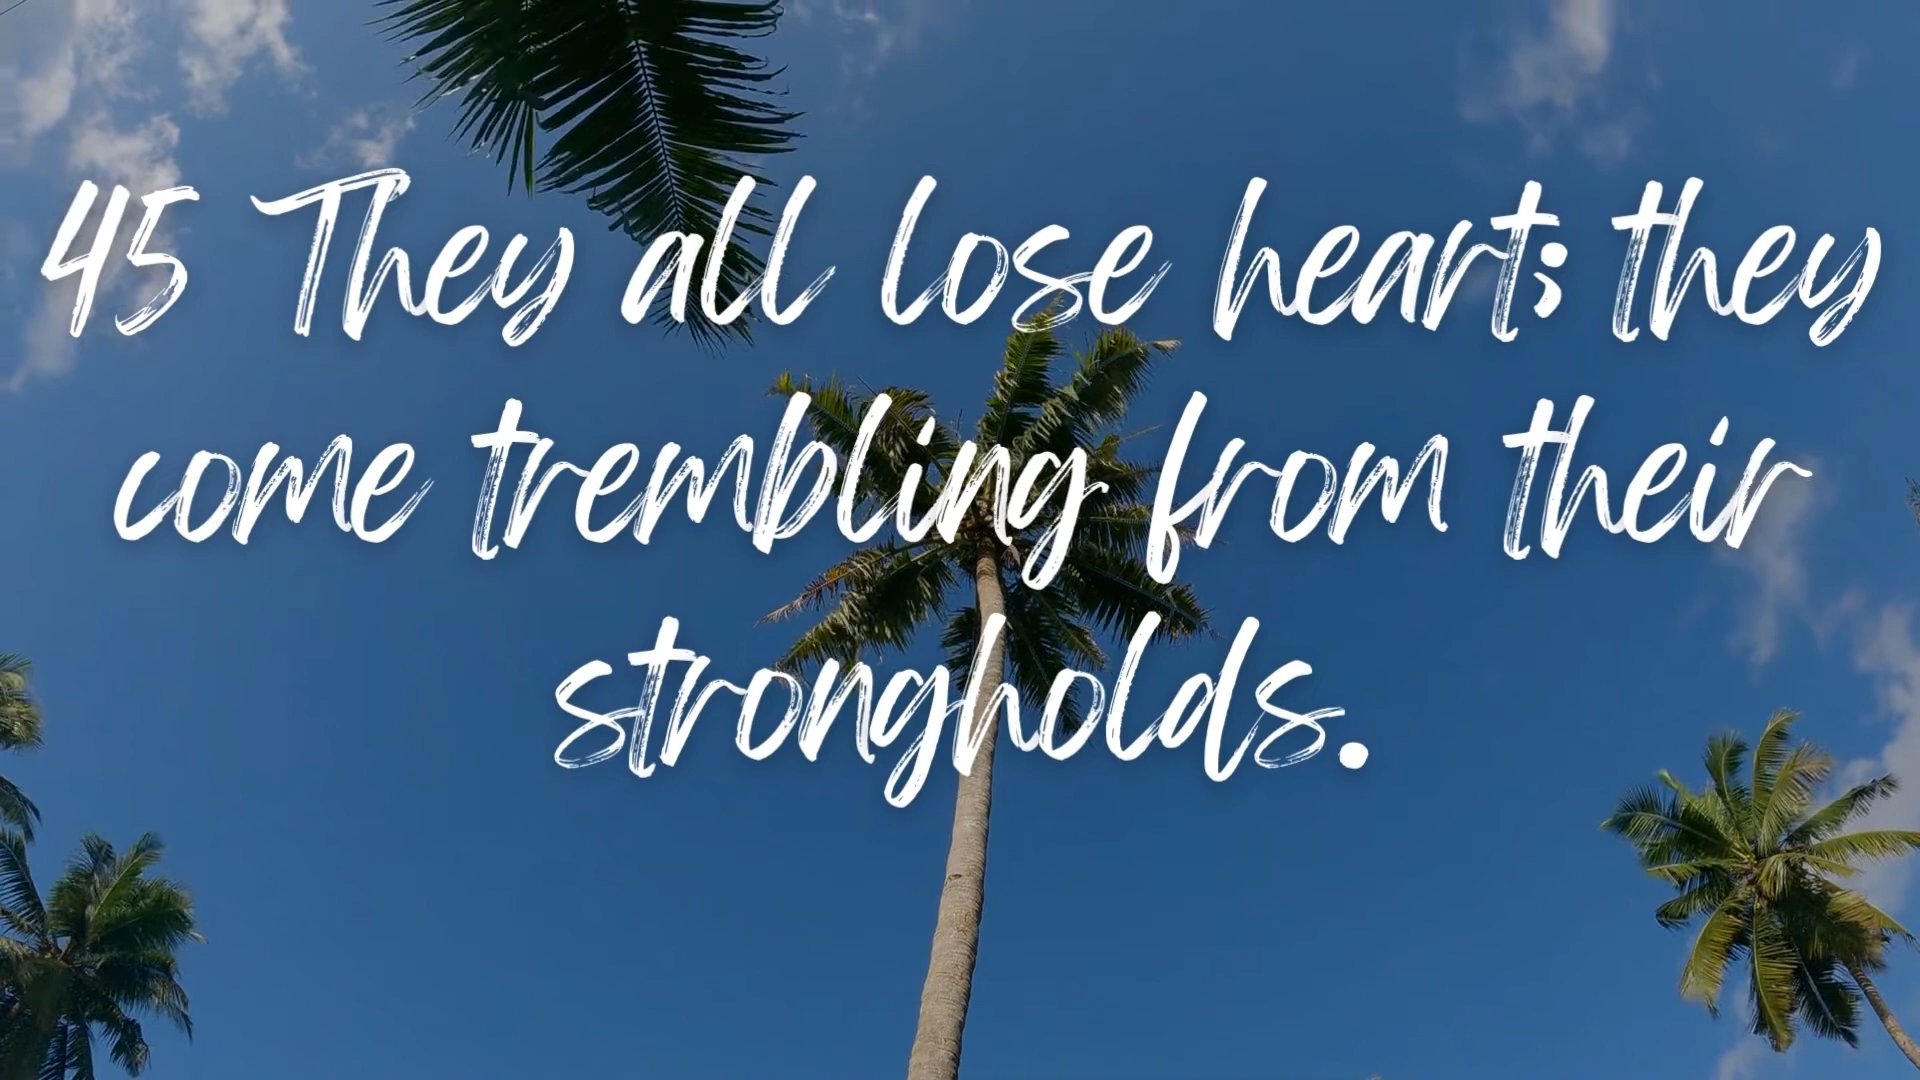 45 They all lose heart; they
come trembling from their
strongholds.